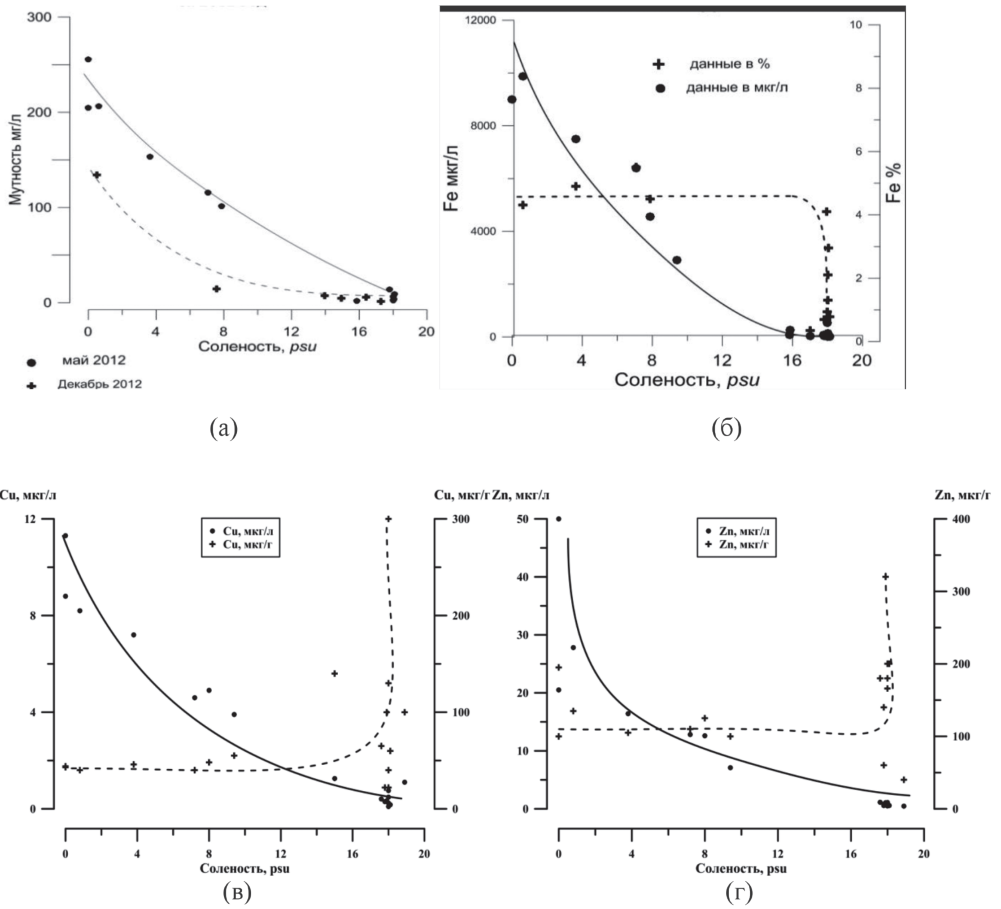 300
200
100
0
Мутность мг/л
0
4
8
12
16
20
Соленость, psu
май 2012
Декабрь 2012
(а)
12000
8000
4000
0
Fe мкг/л
данные в %
данные в мкг/л
10
8
6
4
2
0
Fe %
0
4
8
12
16
20
Соленость, psu
(б)
Cu, мкг/л
Cu, мкг/г
12
8
4
0
Cu, мкг/л
Cu, мкг/г
300
200
100
0
0
4
8
12
16
20
Соленость, psu
(в)
Zn, мкг/л
Zn, мкг/г
50
40
30
20
10
0
Zn, мкг/л
Zn, мкг/г
400
300
200
100
0
0
4
8
12
16
20
Соленость, psu
(г)